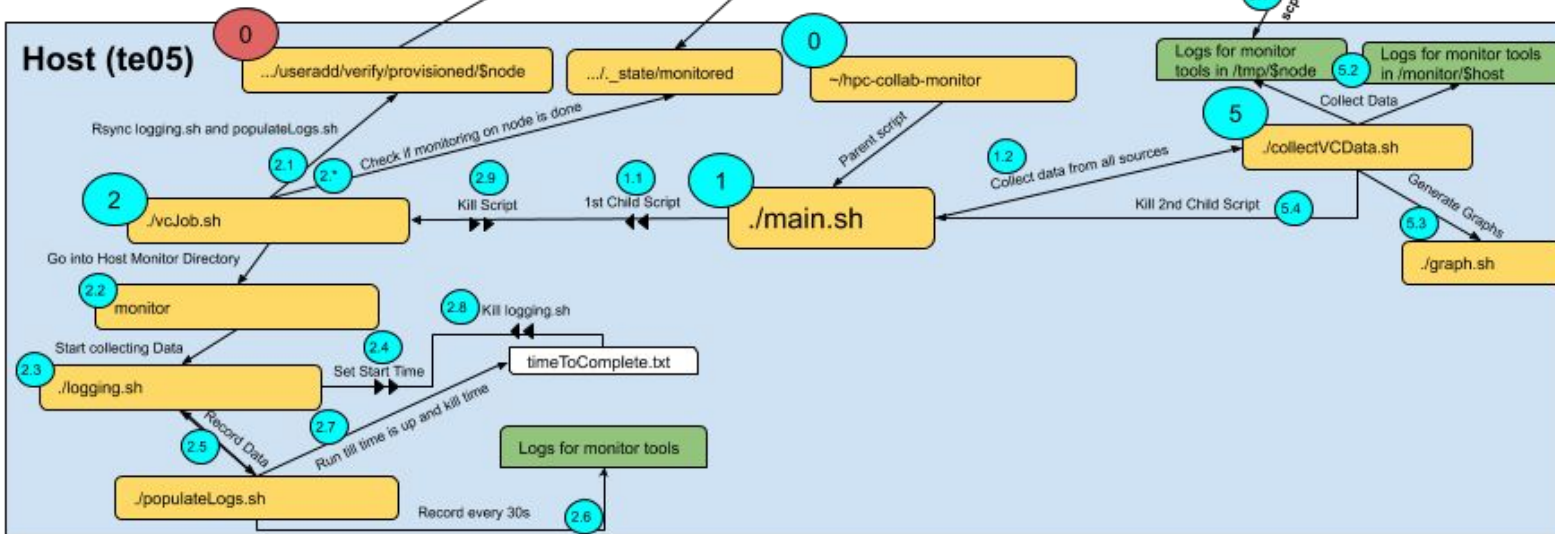 scp
0
0
Host (te05)
.../useradd/verify/provisioned/$node
.../._state/monitored
~/hpc-collab-monitor
Logs for monitor
tools in /tmp/$node
5.2
Logs for monitor tools
in /monitor/$host
Collect Data
5
./collectVCData.sh
Rsync logging.sh and populateLogs.sh
2.1
2.*
Check if monitoring on node is done
Parent script
1.2
Collect data from all sources
2
./vcJob.sh
2.9
Kill Script
1.1
1st Child Script
1
./main.sh
Kill 2nd Child Script
5.4
Generate Graphs
5.3
./graph.sh
Go into Host Monitor Directory
2.2
monitor
2.8
Kill logging.sh
Start collecting Data
2.3
./logging.sh
2.4
Set Start Time
timeToComplete.txt
Record Data
2.5
2.7
Run till time is up and kill time
Logs for monitor tools
./populateLogs.sh
Record every 30s
2.6